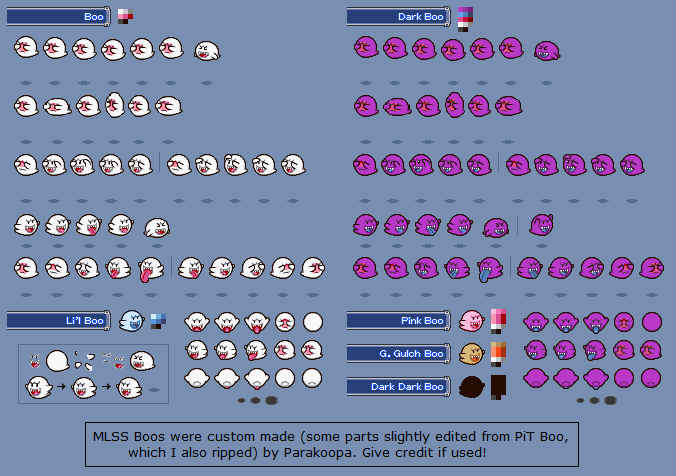 Boo
Dark Boo
Li'l Boo
Pink Boo
G. Gulch Boo
Dark Dark Boo
MLSS Boos were custom made (some parts slightly edited from PiT Boo,
which I also ripped) by Parakoopa. Give credit if used!